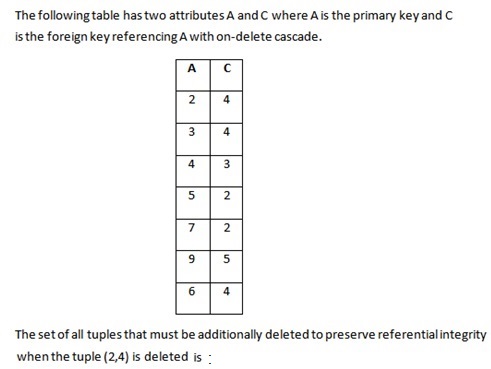 The following table has two attributes A and C where A is the primary key and C
is the foreign key referencing A with on-delete cascade.
A C
2 4
3 4
4 3
5 2
7 2
9 5
6 4
The set of all tuples that must be additionally deleted to preserve referential integrity
when the tuple (2,4) is deleted is :